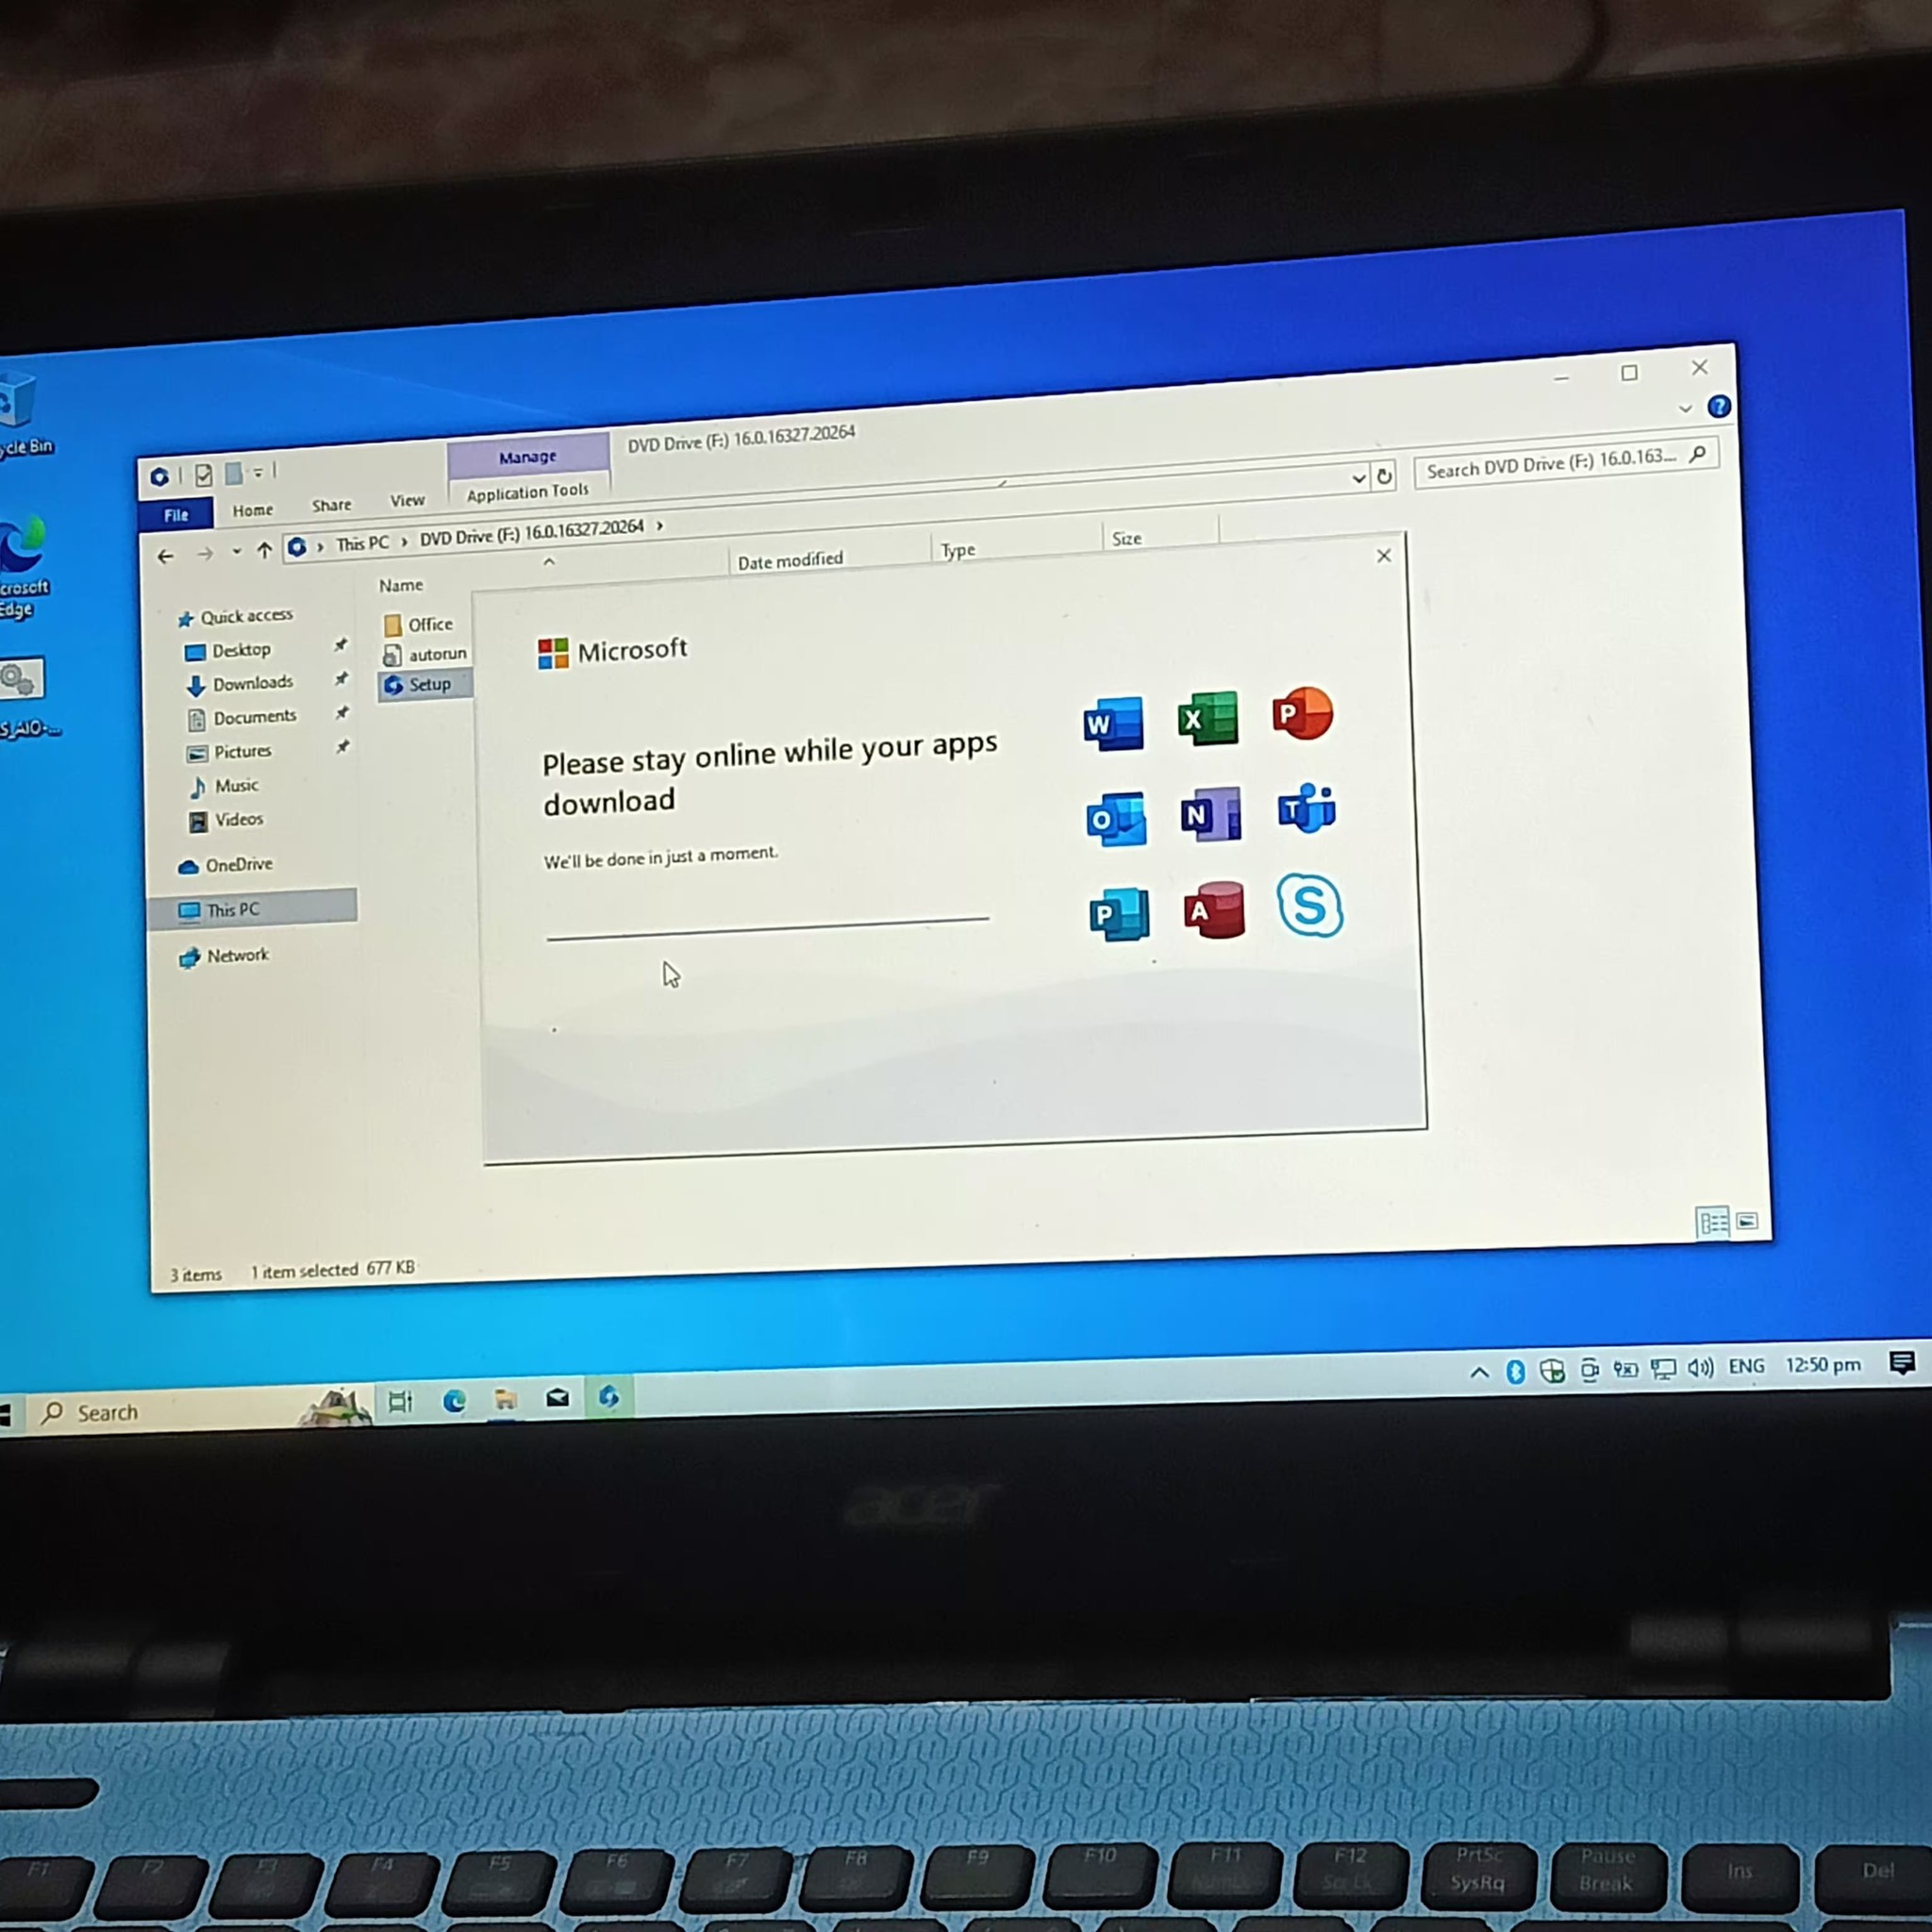 cle Bin
crosoft
Edge
S_AIO-...
Manage
DVD Drive (F:) 16.0.16327.20264
File
Home
Share
View
Application Tools
This PC
DVD Drive (F:) 16.0.16327.20264
Search DVD Drive (F:) 16.0.163...
Name
Date modified
Type
Size
Quick access
Desktop
Downloads
Documents
Pictures
Music
Videos
OneDrive
This PC
Network
Office
autorun
Setup
Microsoft
Please stay online while your apps
download
We'll be done in just a moment.
W
X
P
O
N
T
P
A
S
3 items
1 item selected 677 KB
Search
ENG
12:50 pm
acer
F1
F2
F3
F4
F5
F6
F7
F8
F9
F10
F11
F12
PrtSc
SysRq
Pause
Break
Ins
Del